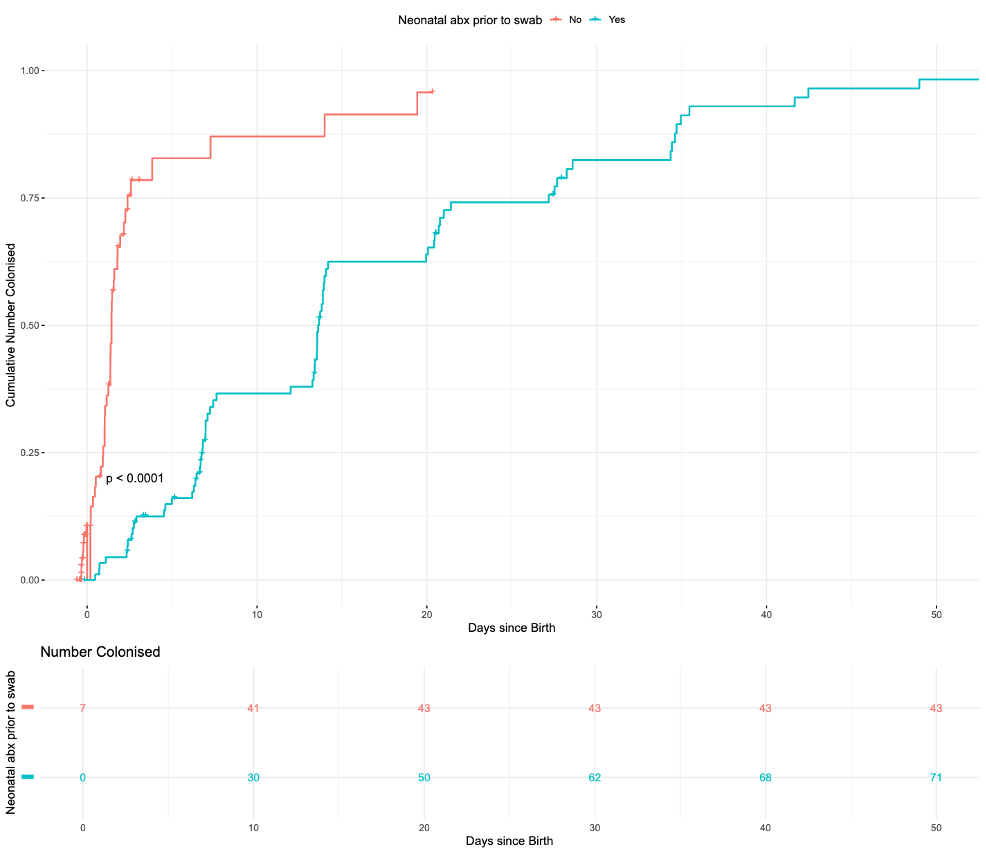 Neonatal abx prior to swab No Yes
1.00
0.75
0.50
0.25
0.00
Cumulative Number Colonised
p < 0.0001
0 10 20 30 40 50
Days since Birth
Number Colonised
Neonatal abx prior to swab
7 41 43 43 43 43
0 30 50 62 68 71
0 10 20 30 40 50
Days since Birth